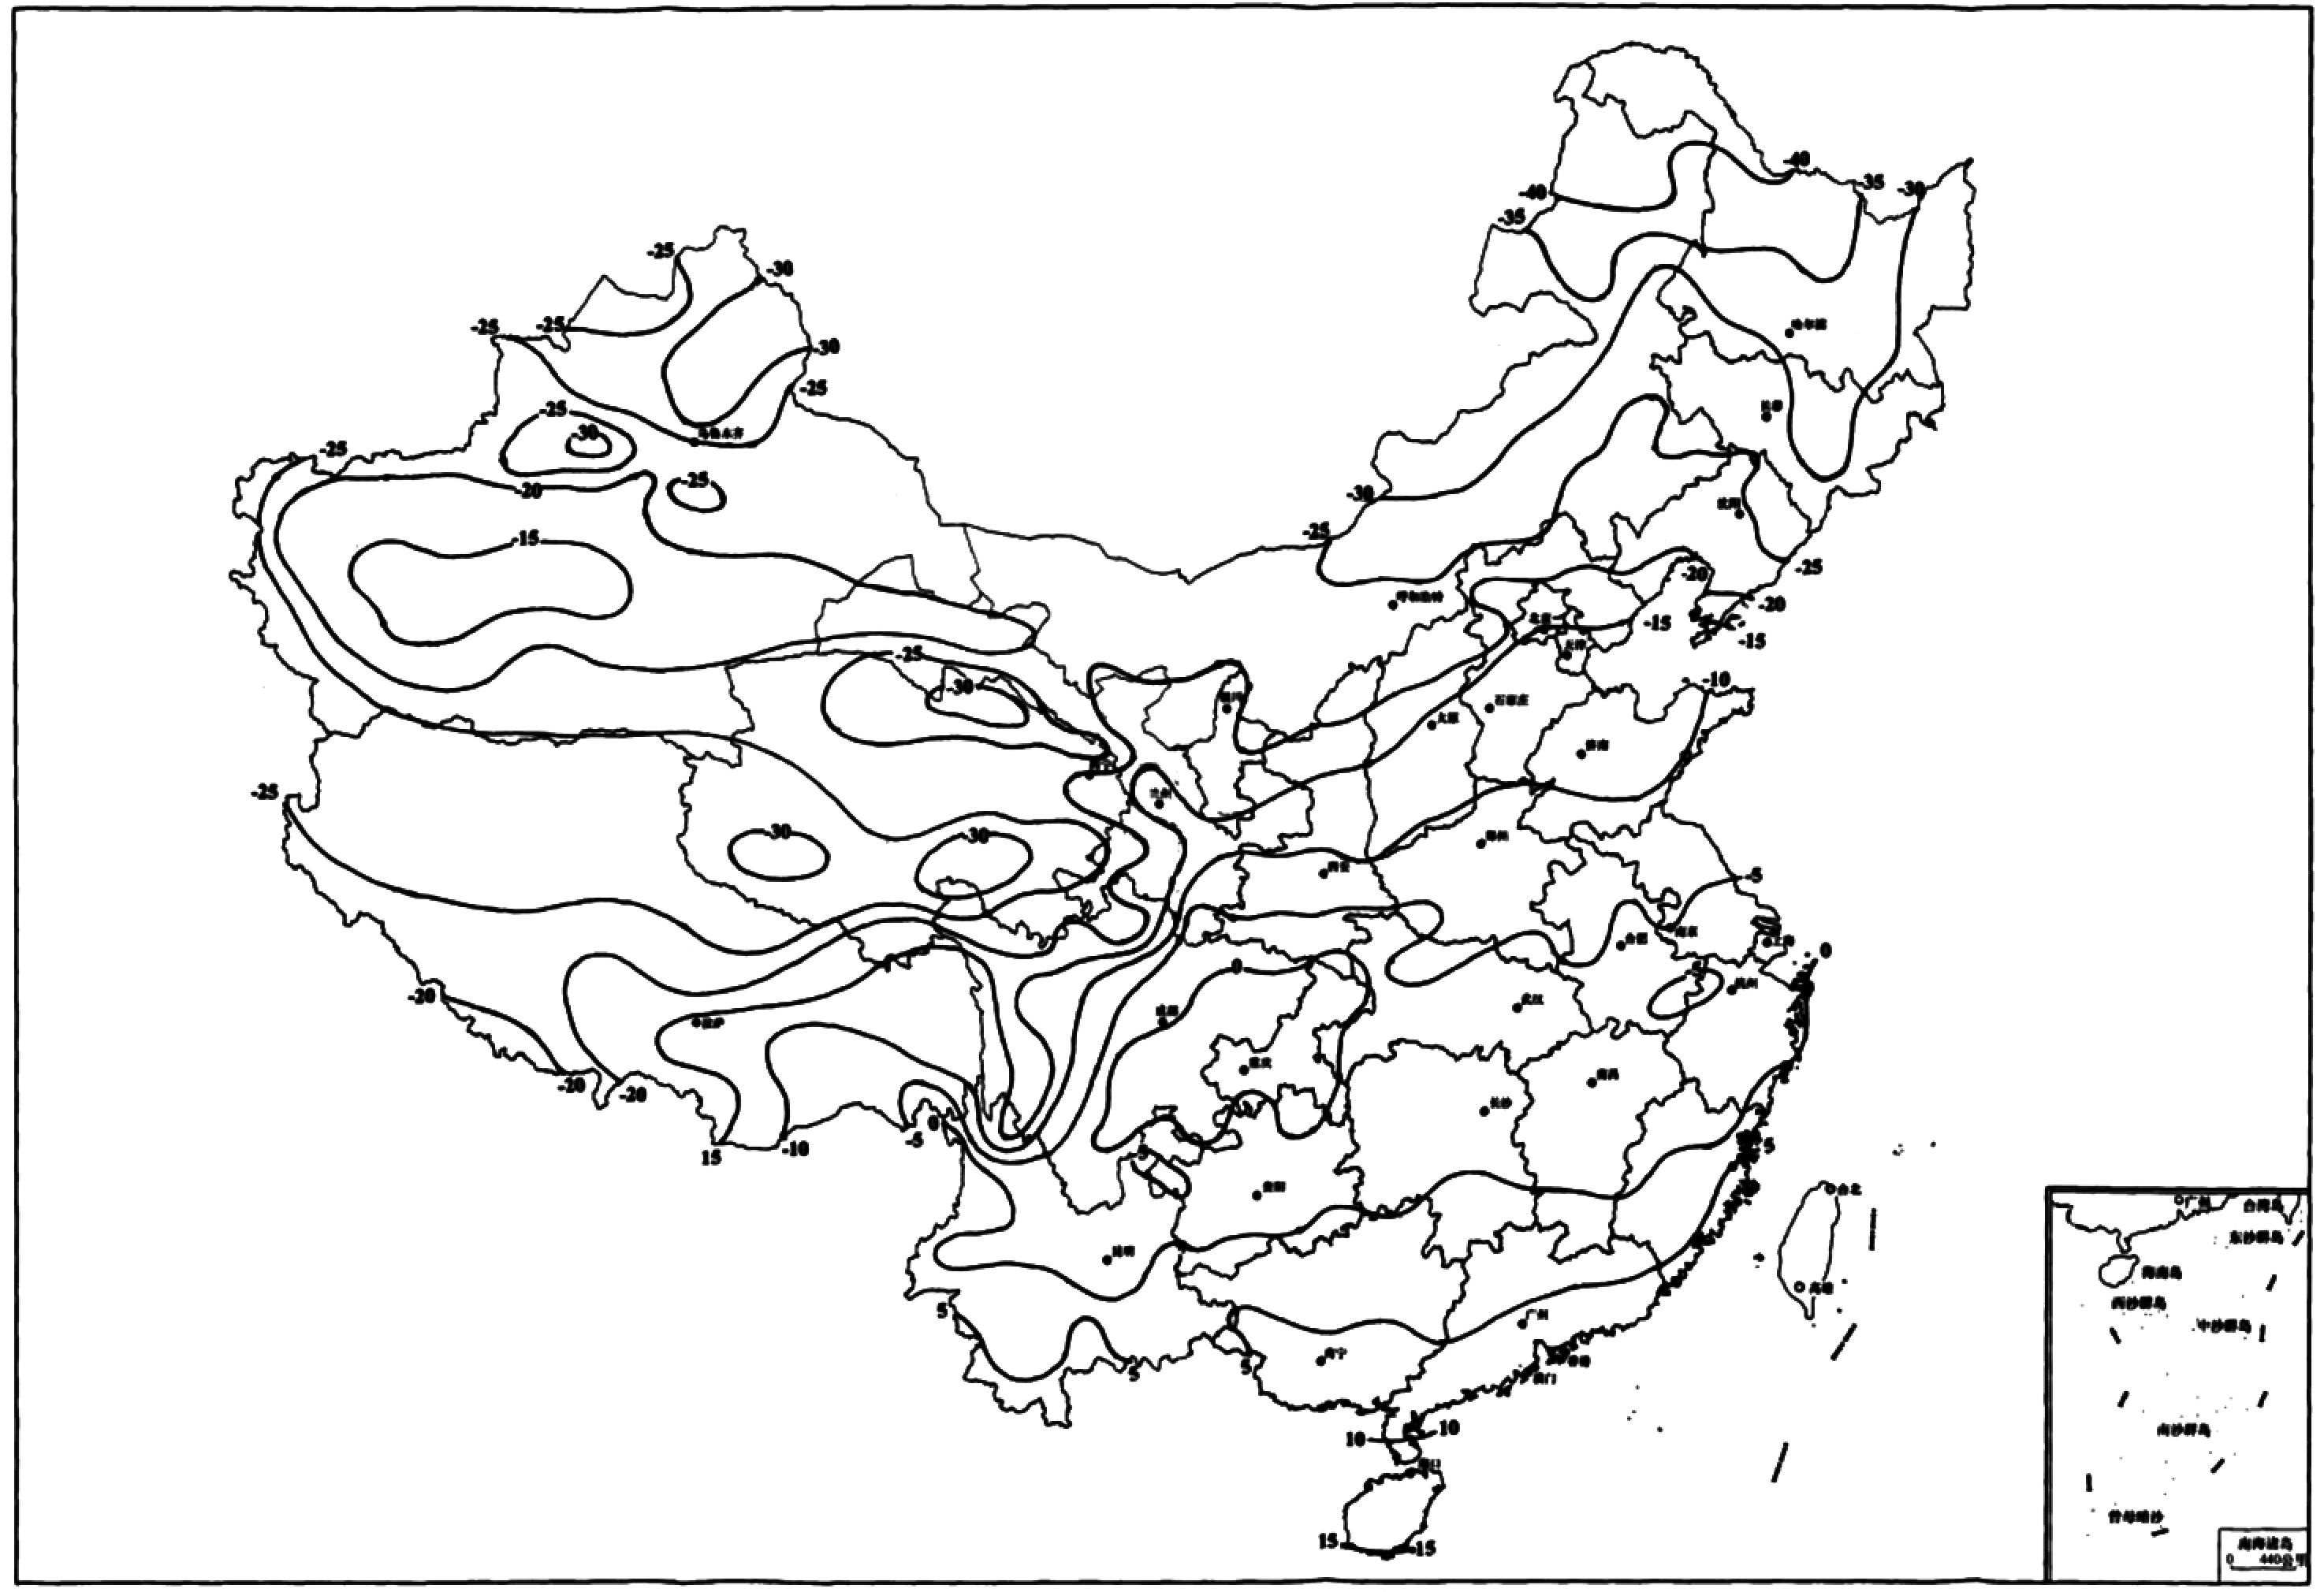 -40
-40
-35
-30
-35
-25
-30
-25
-25
-30
-25
哈尔滨
-25
长春
-30
乌鲁木齐
-25
-25
-20
-30
沈阳
-25
-15
-25
-20
呼和浩特
-20
北京
-15
-15
天津
-25
-30
-10
银川
石家庄
太原
济南
西宁
-25
兰州
-30
-30
郑州
西安
-5
南京
合肥
上海
0
0
-5
杭州
-20
武汉
拉萨
成都
-20
-20
重庆
南昌
长沙
0
-5
15
-10
-5
5
贵阳
台北
广州
台湾岛
东沙群岛
昆明
海南岛
高雄
5
西沙群岛
广州
中沙群岛
南宁
香港
5
5
澳门
10
10
南沙群岛
海口
曾母暗沙
15
15
南海诸岛
0 440公里